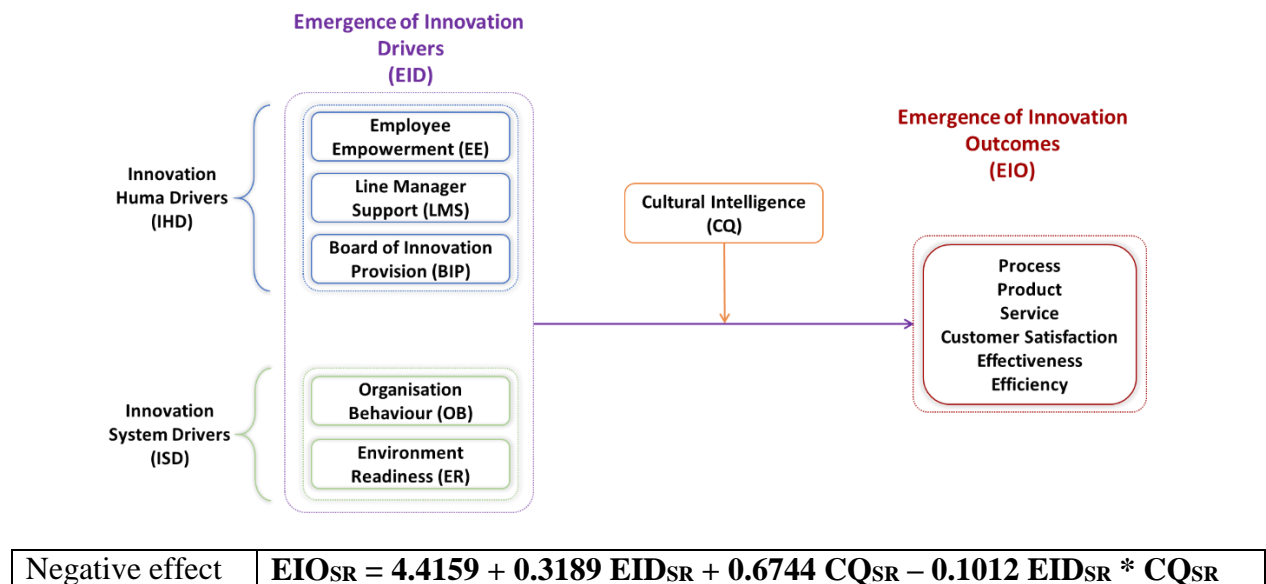 Emergence of Innovation
Drivers
(EID)
Innovation
Huma Drivers
(IHD)
Employee
Empowerment (EE)
Line Manager
Support (LMS)
Board of Innovation
Provision (BIP)
Innovation
System Drivers
(ISD)
Organisation
Behaviour (OB)
Environment
Readiness (ER)
Cultural Intelligence
(CQ)
Emergence of Innovation
Outcomes
(EIO)
Process
Product
Service
Customer Satisfaction
Effectiveness
Efficiency
Negative effect
EIOSR = 4.4159 + 0.3189 EIDSR + 0.6744 CQSR – 0.1012 EIDSR * CQSR